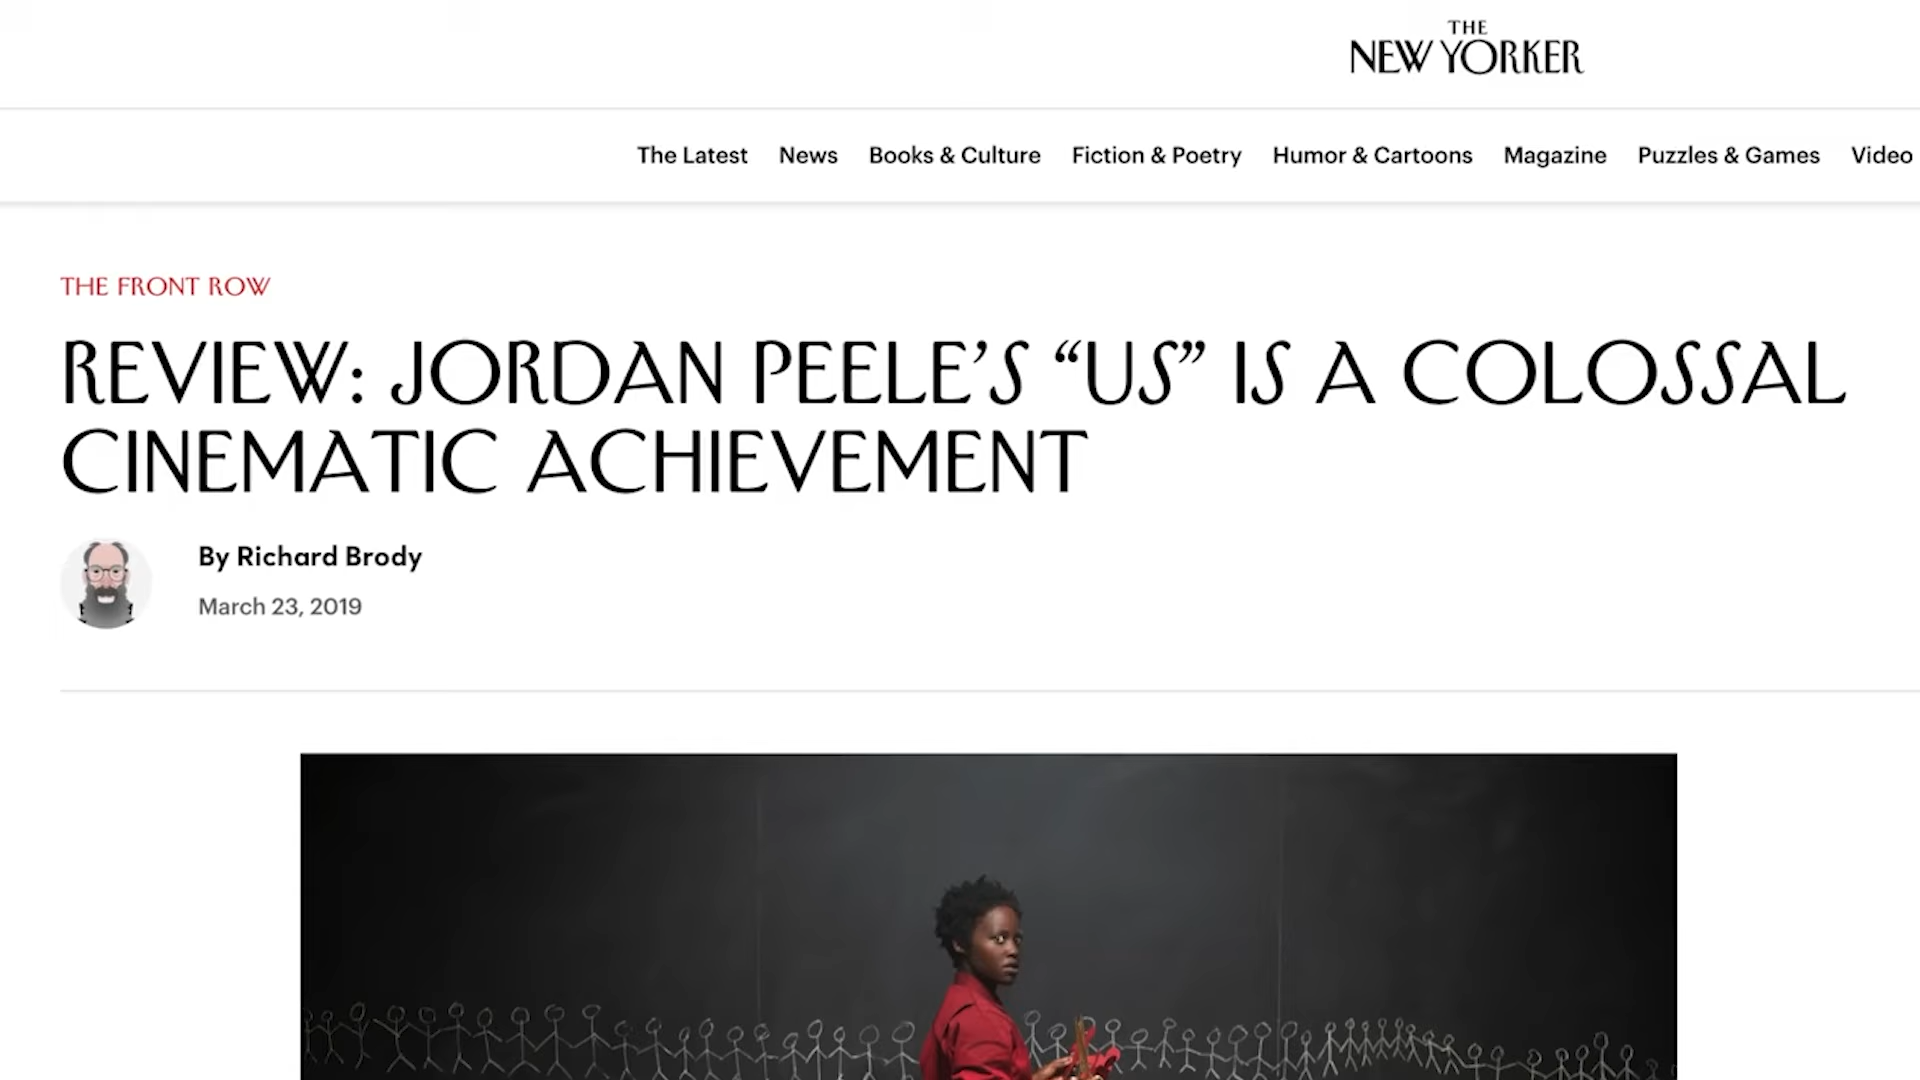 THE
NEW YORKER
The Latest News Books & Culture Fiction & Poetry Humor & Cartoons Magazine Puzzles & Games Video
THE FRONT ROW
REVIEW: JORDAN PEELE’S “US” IS A COLOSSAL
CINEMATIC ACHIEVEMENT
By Richard Brody
March 23, 2019